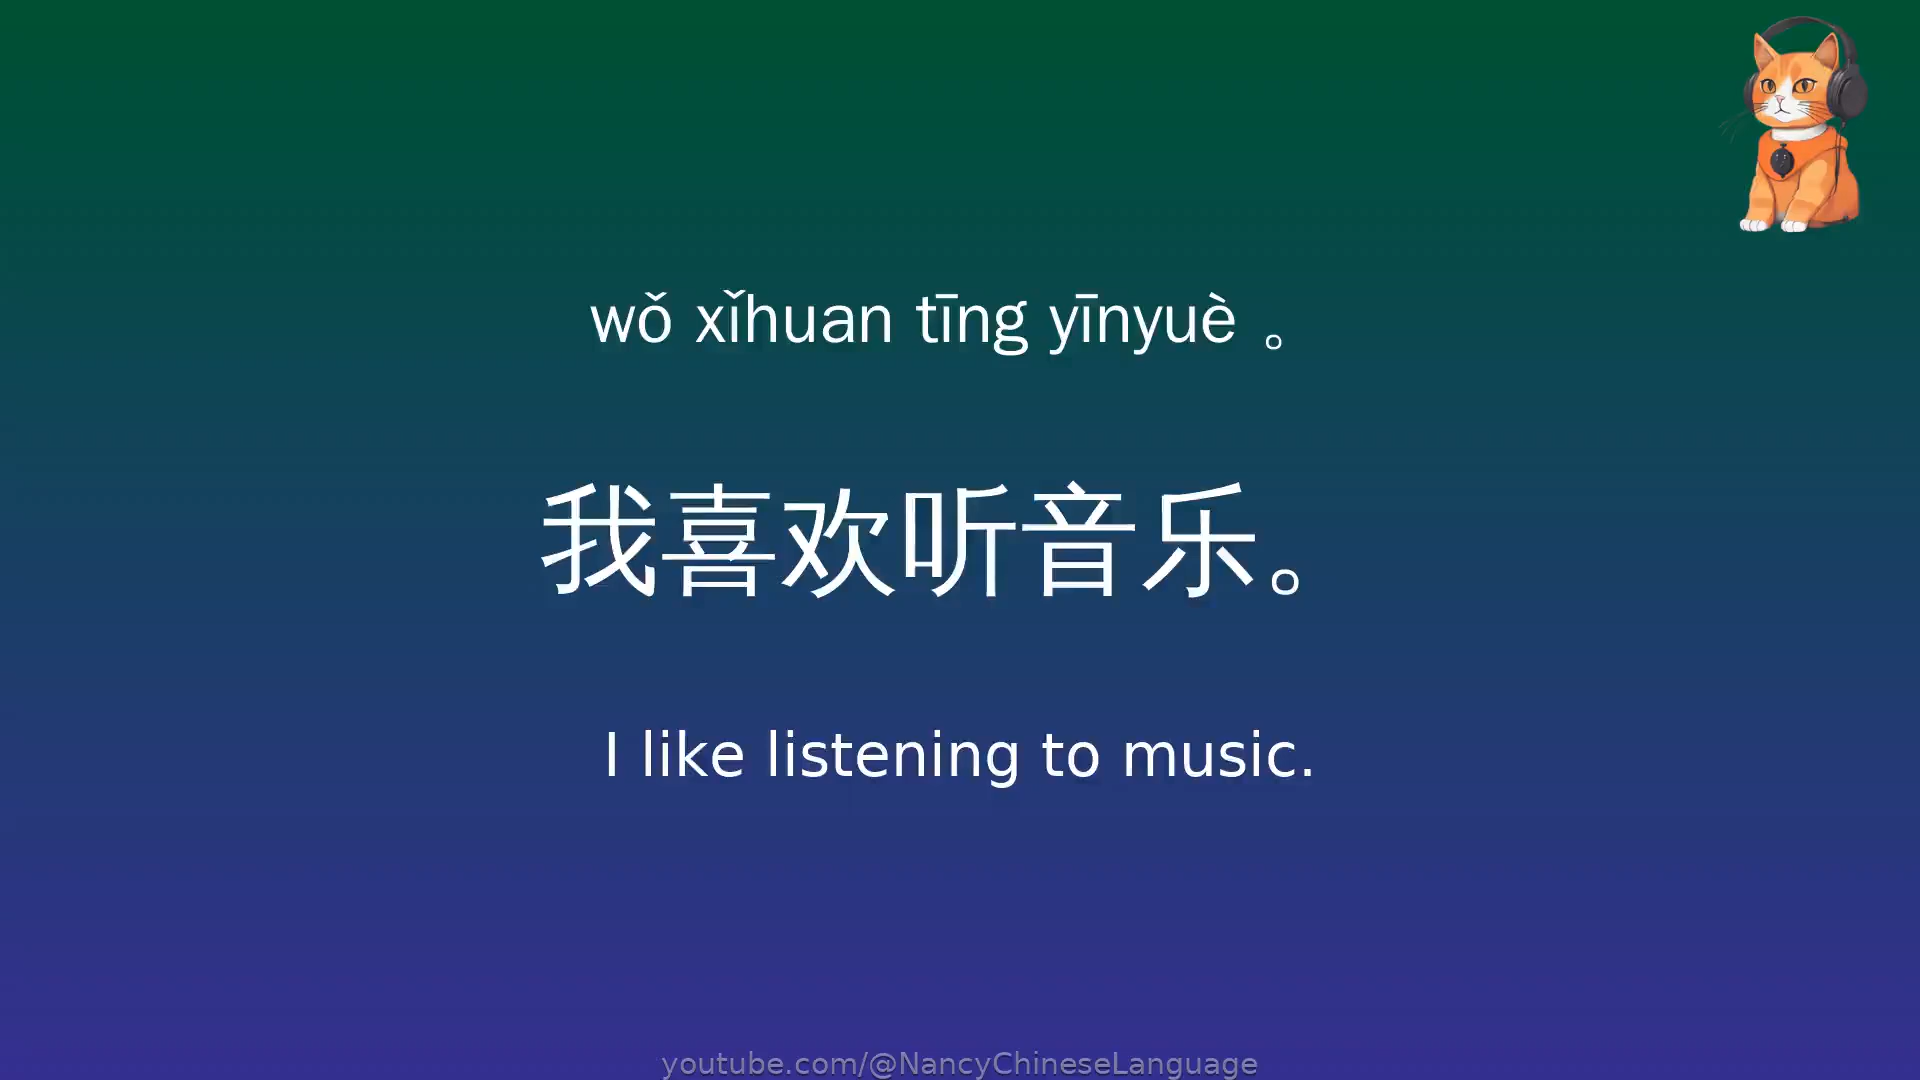 wǒ xǐhuan tīng yīnyuè 。
我喜欢听音乐。
I like listening to music.
youtube.com/@NancyChineseLanguage